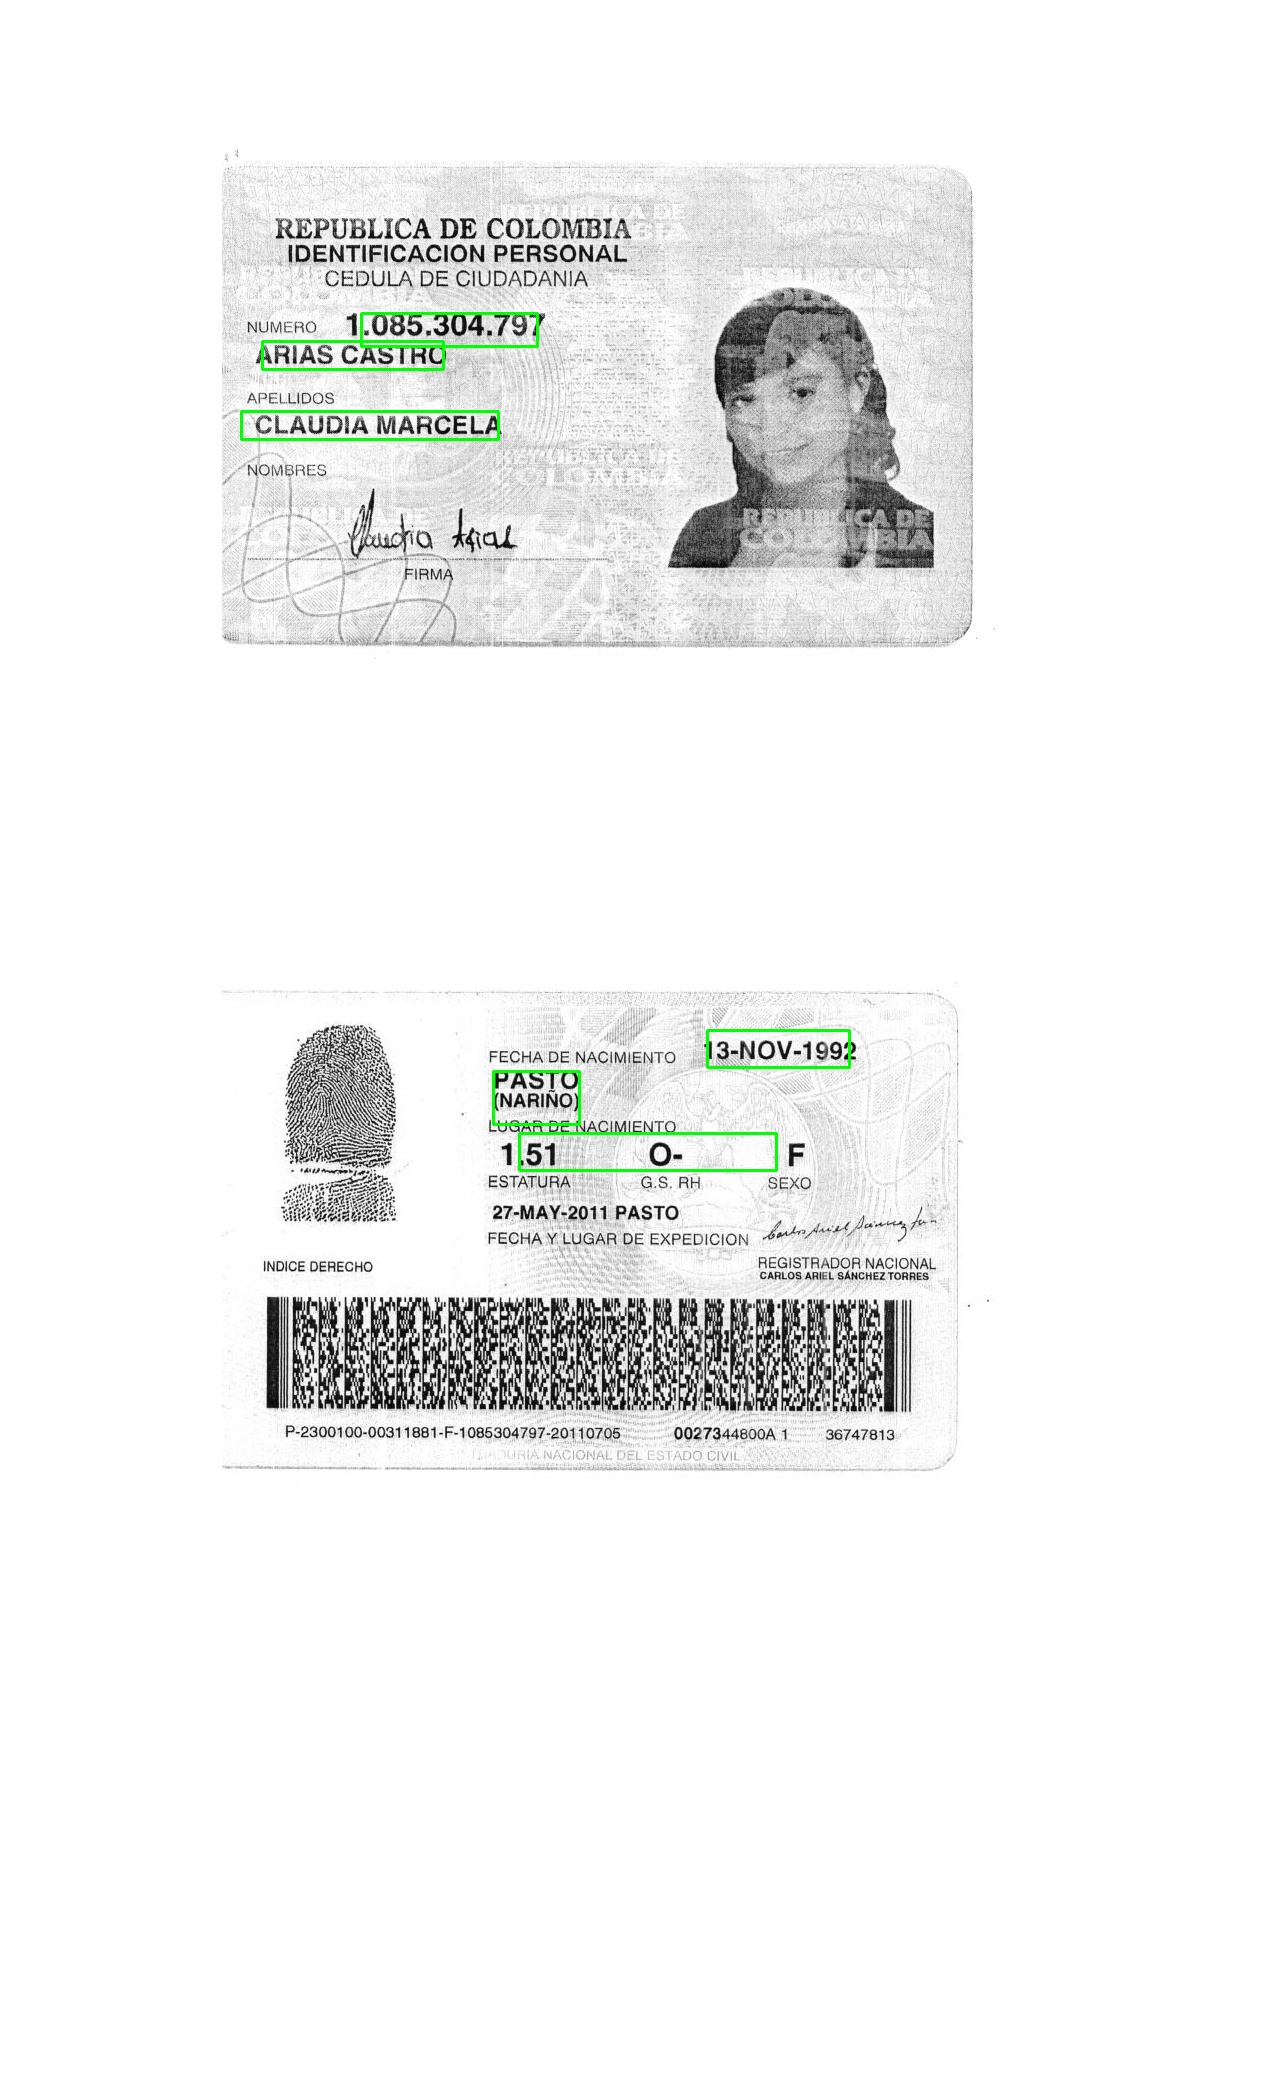 REPUBLICA DE COLOMBIA
IDENTIFICACION PERSONAL
CEDULA DE CIUDADANIA
NUMERO 1.085.304.797
ARIAS CASTRO
APELLIDOS
CLAUDIA MARCELA
NOMBRES
Claudia Arias
FIRMA
REPUBLICA DE
COLOMBIA
FECHA DE NACIMIENTO 13-NOV-1992
PASTO
(NARIÑO)
LUGAR DE NACIMIENTO
1.51 O- F
ESTATURA G.S. RH SEXO
27-MAY-2011 PASTO
FECHA Y LUGAR DE EXPEDICION
INDICE DERECHO
REGISTRADOR NACIONAL
CARLOS ARIEL SÁNCHEZ TORRES
P-2300100-00311881-F-1085304797-20110705 0027344800A 1 36747813
NACIONAL DEL ESTADO CIVIL